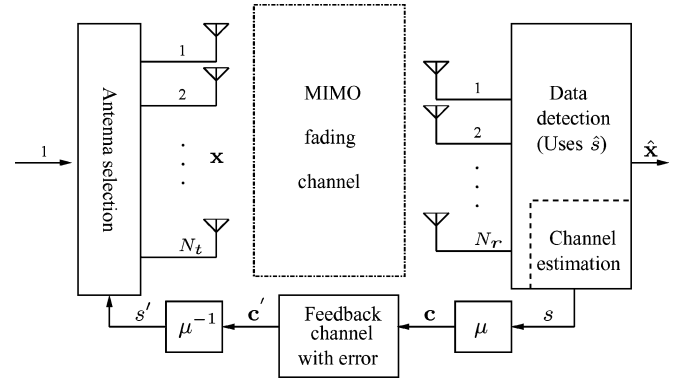 1
Antenna selection
1
2
x
N_t
MIMO
fading
channel
1
2
N_r
Data
detection
(Uses ŝ)
x̂
Channel
estimation
s′
μ⁻¹
c′
Feedback
channel
with error
c
μ
s